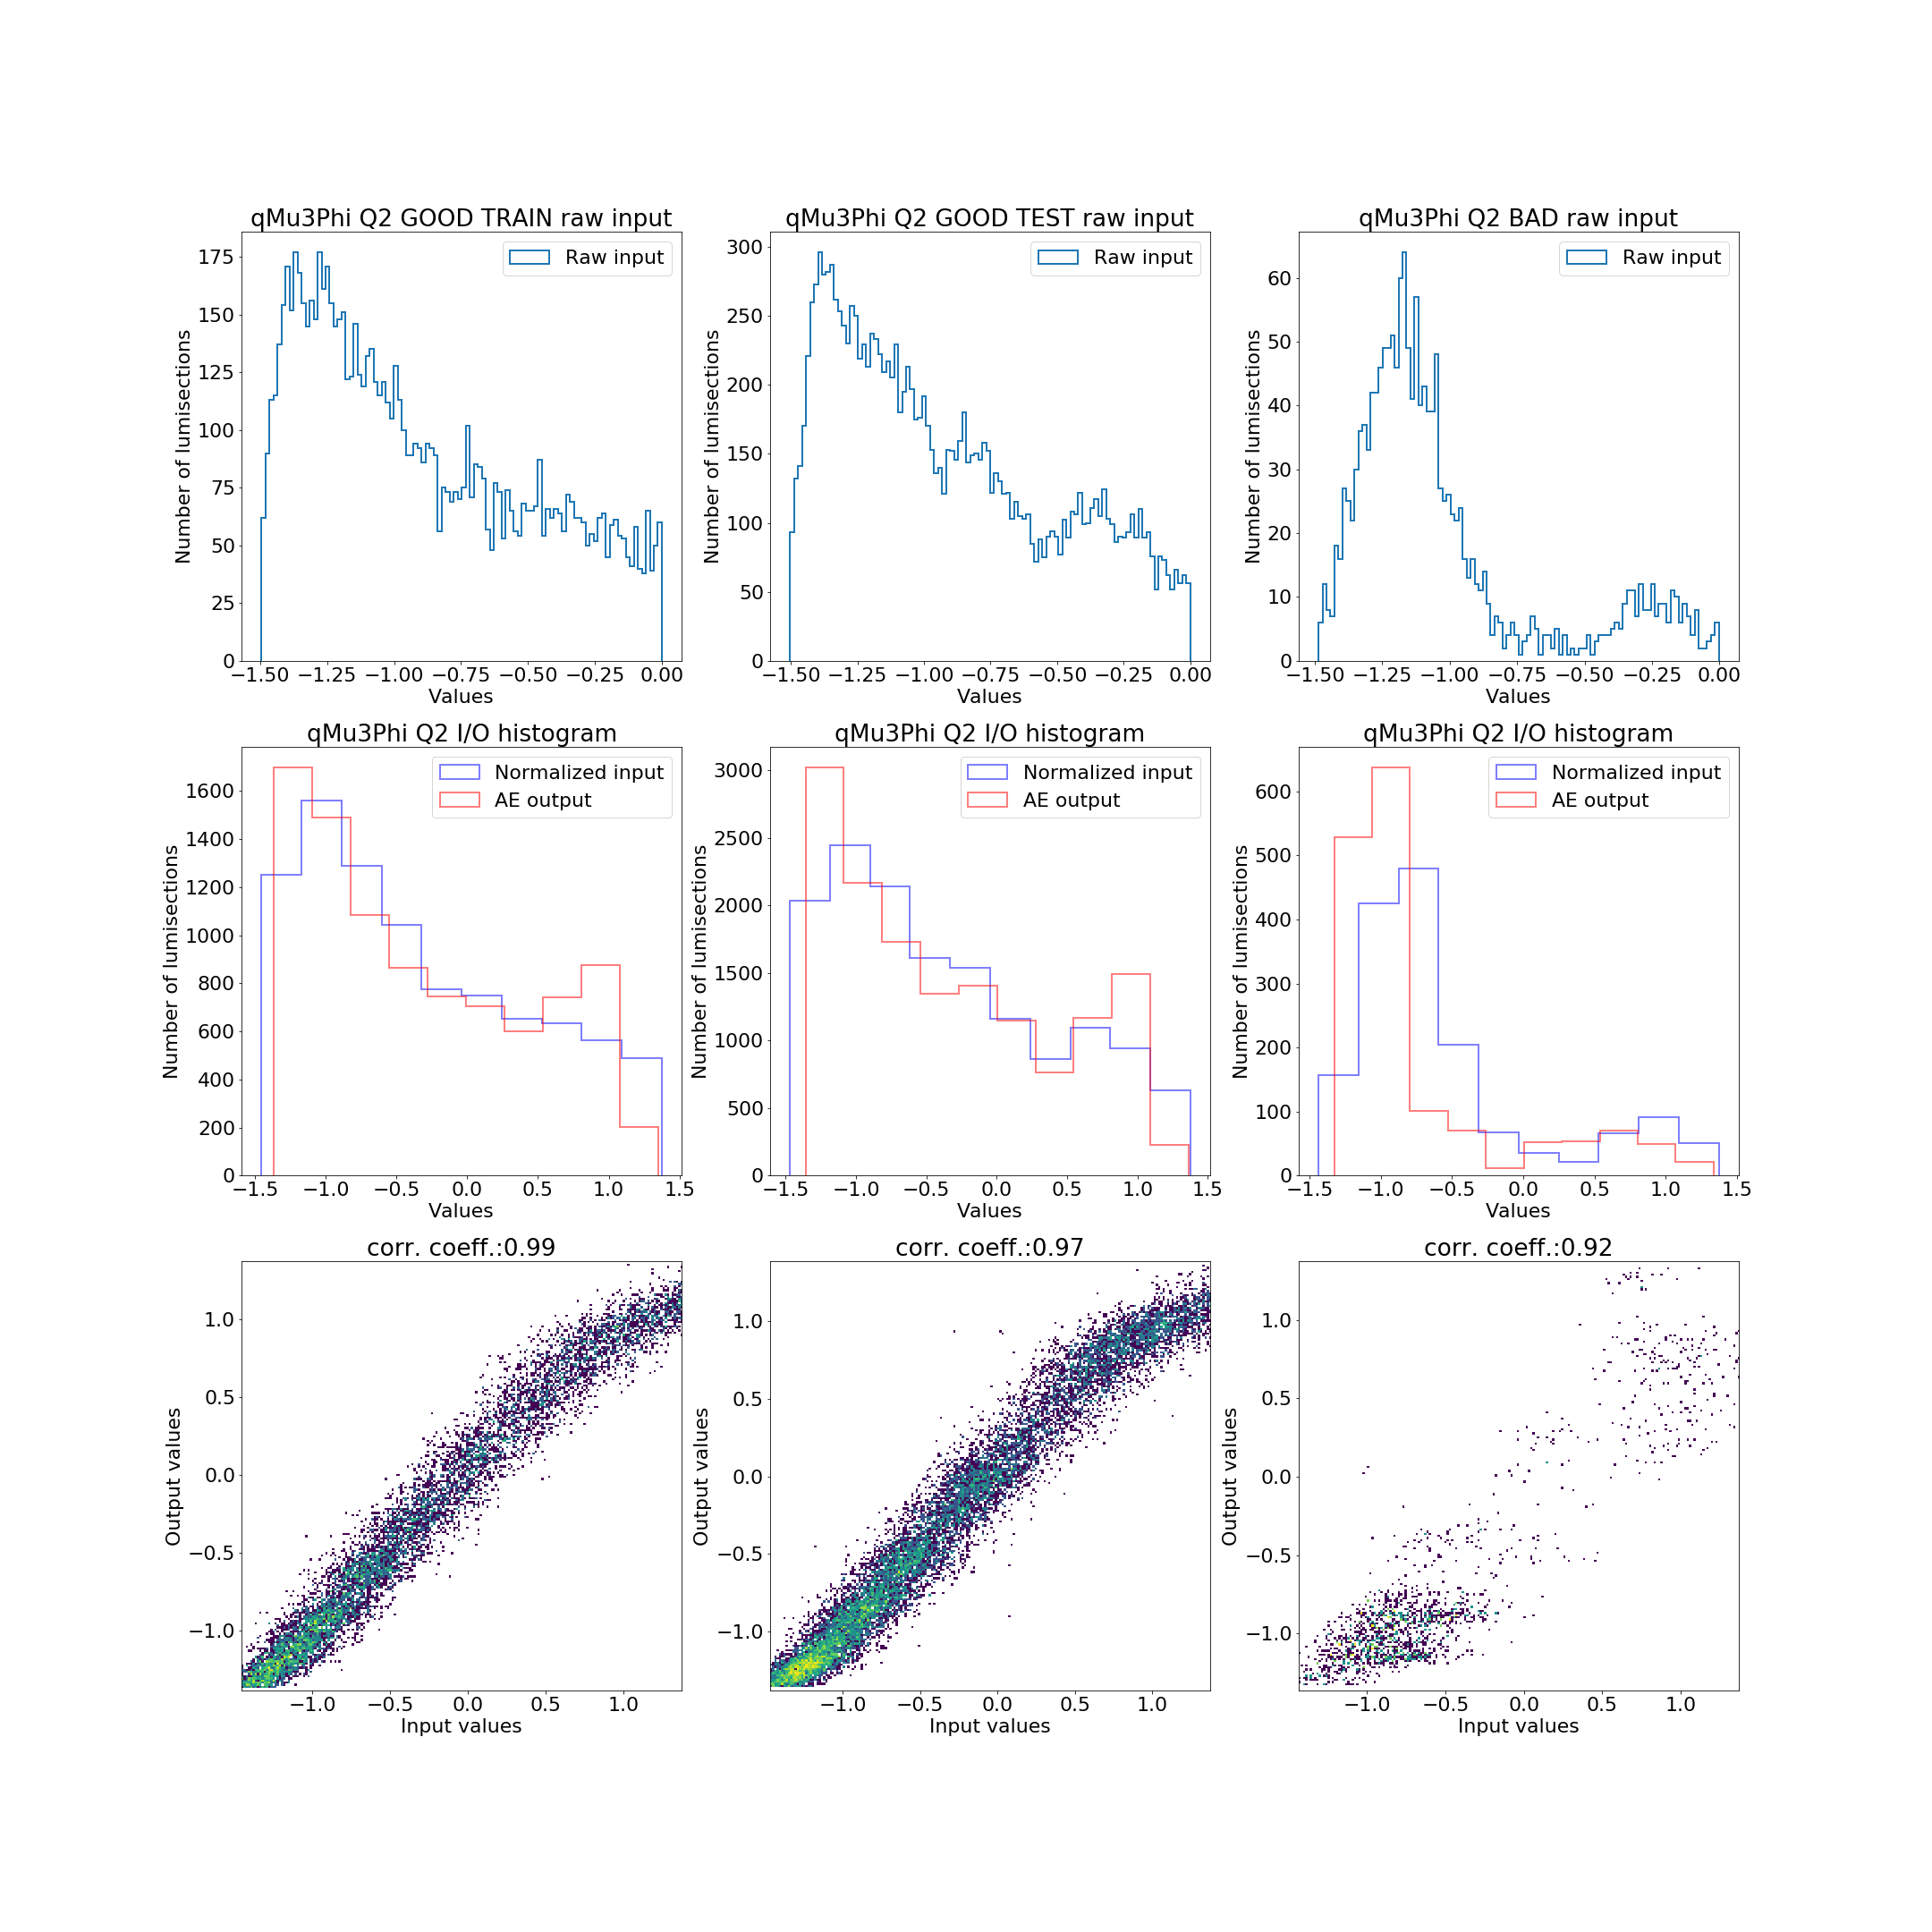 qMu3Phi Q2 GOOD TRAIN raw input
Raw input
175
150
125
100
75
50
25
0
−1.50 −1.25 −1.00 −0.75 −0.50 −0.25 0.00
Values
Number of lumisections
qMu3Phi Q2 GOOD TEST raw input
Raw input
300
250
200
150
100
50
0
−1.50 −1.25 −1.00 −0.75 −0.50 −0.25 0.00
Values
Number of lumisections
qMu3Phi Q2 BAD raw input
Raw input
60
50
40
30
20
10
0
−1.50 −1.25 −1.00 −0.75 −0.50 −0.25 0.00
Values
Number of lumisections
qMu3Phi Q2 I/O histogram
Normalized input
AE output
1600
1400
1200
1000
800
600
400
200
0
−1.5 −1.0 −0.5 0.0 0.5 1.0 1.5
Values
Number of lumisections
qMu3Phi Q2 I/O histogram
Normalized input
AE output
3000
2500
2000
1500
1000
500
0
−1.5 −1.0 −0.5 0.0 0.5 1.0 1.5
Values
Number of lumisections
qMu3Phi Q2 I/O histogram
Normalized input
AE output
600
500
400
300
200
100
0
−1.5 −1.0 −0.5 0.0 0.5 1.0 1.5
Values
Number of lumisections
corr. coeff.:0.99
1.0
0.5
0.0
−0.5
−1.0
−1.0 −0.5 0.0 0.5 1.0
Input values
Output values
corr. coeff.:0.97
1.0
0.5
0.0
−0.5
−1.0
−1.0 −0.5 0.0 0.5 1.0
Input values
Output values
corr. coeff.:0.92
1.0
0.5
0.0
−0.5
−1.0
−1.0 −0.5 0.0 0.5 1.0
Input values
Output values